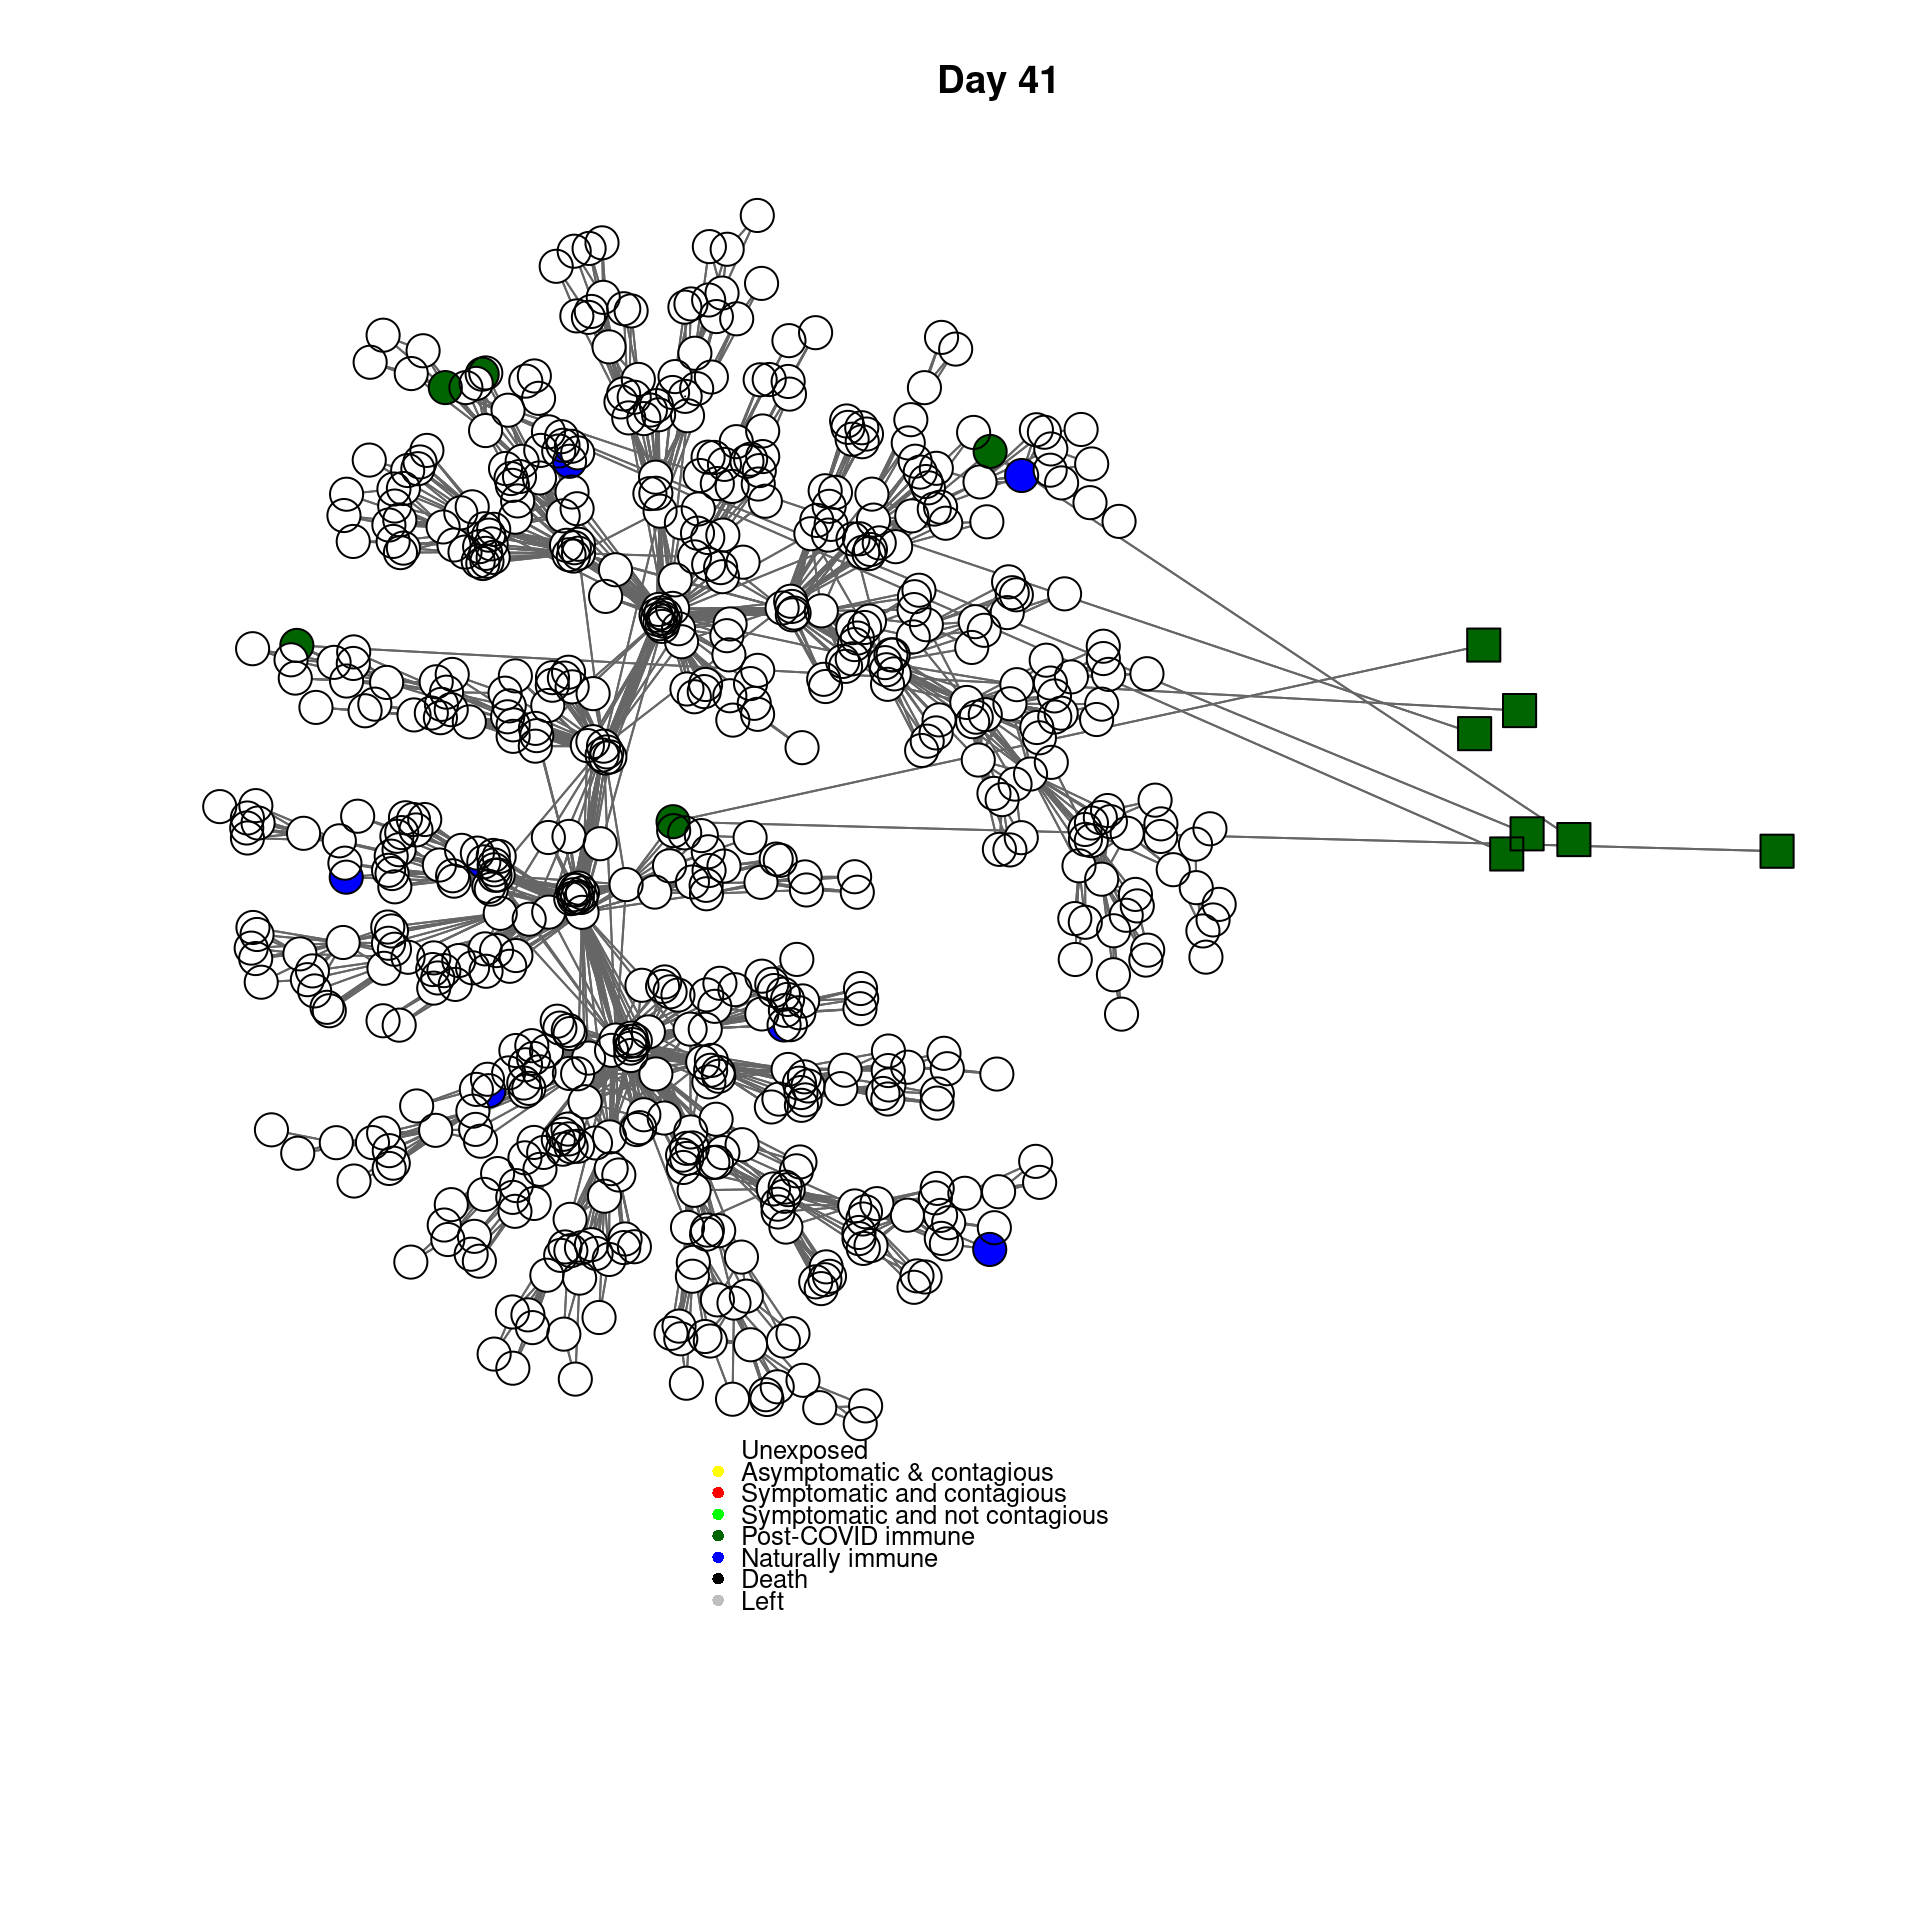 Day 41
Unexposed
Asymptomatic & contagious
Symptomatic and contagious
Symptomatic and not contagious
Post-COVID immune
Naturally immune
Death
Left